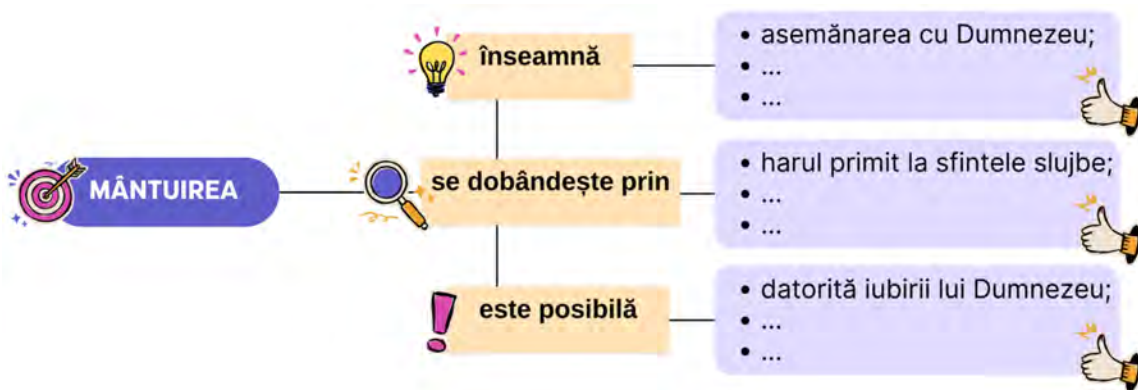 MÂNTUIREA
înseamnă
• asemănarea cu Dumnezeu;
• ...
• ...
se dobândește prin
• harul primit la sfintele slujbe;
• ...
• ...
este posibilă
• datorită iubirii lui Dumnezeu;
• ...
• ...